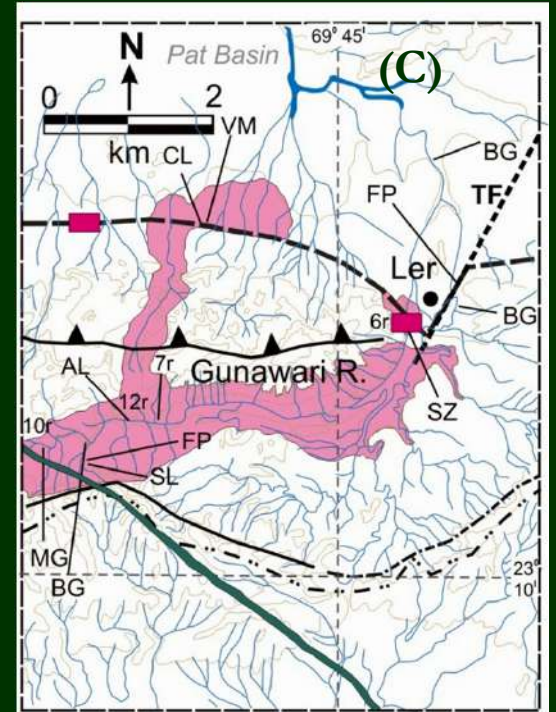 69° 45'
N
Pat Basin
(C)
0 2
km
VM
CL
BG
FP
TF
Ler
BG
6r
AL
7r
Gunawari R.
12r
SZ
10r
FP
SL
MG
BG
23°
10'